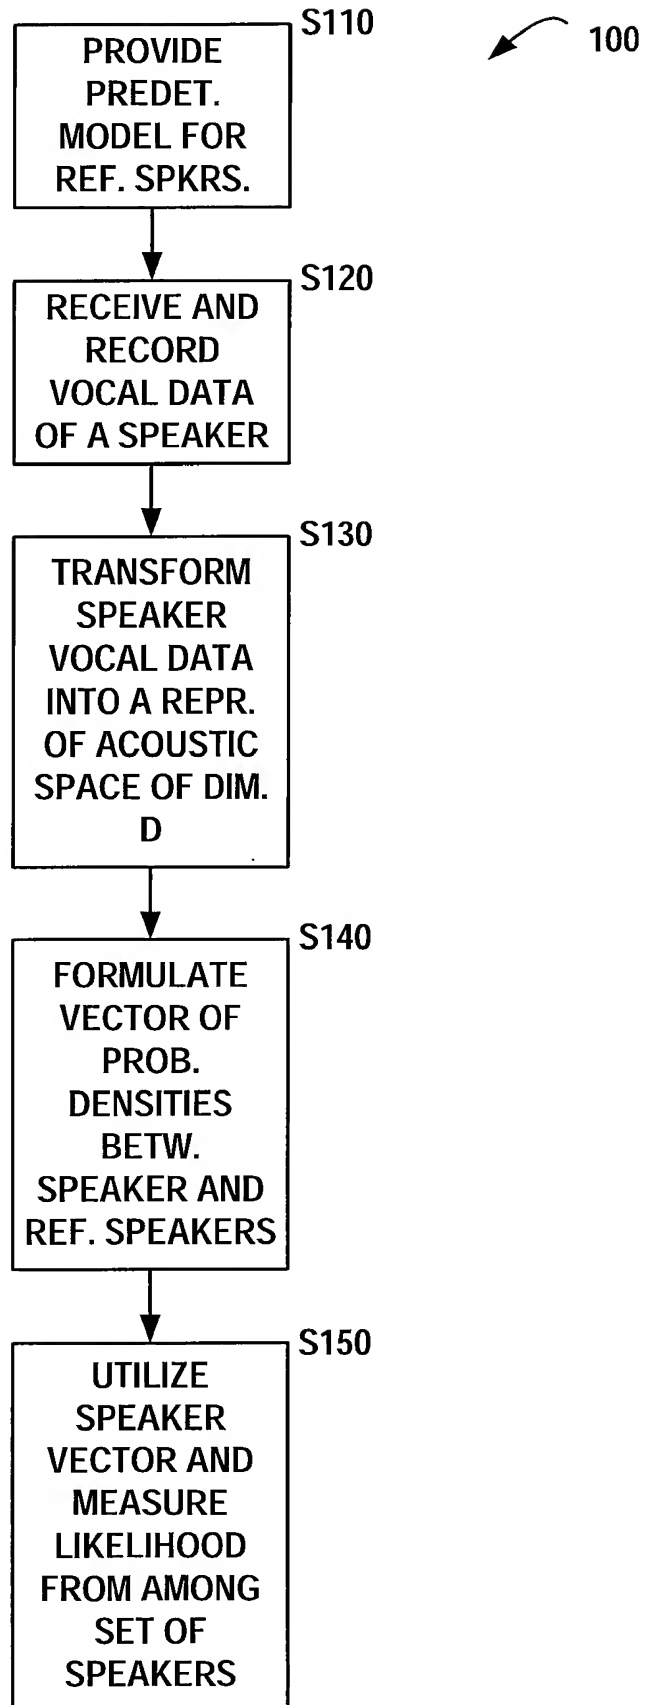 S110
100
PROVIDE
PREDET.
MODEL FOR
REF. SPKRS.
S120
RECEIVE AND
RECORD
VOCAL DATA
OF A SPEAKER
S130
TRANSFORM
SPEAKER
VOCAL DATA
INTO A REPR.
OF ACOUSTIC
SPACE OF DIM.
D
S140
FORMULATE
VECTOR OF
PROB.
DENSITIES
BETW.
SPEAKER AND
REF. SPEAKERS
S150
UTILIZE
SPEAKER
VECTOR AND
MEASURE
LIKELIHOOD
FROM AMONG
SET OF
SPEAKERS